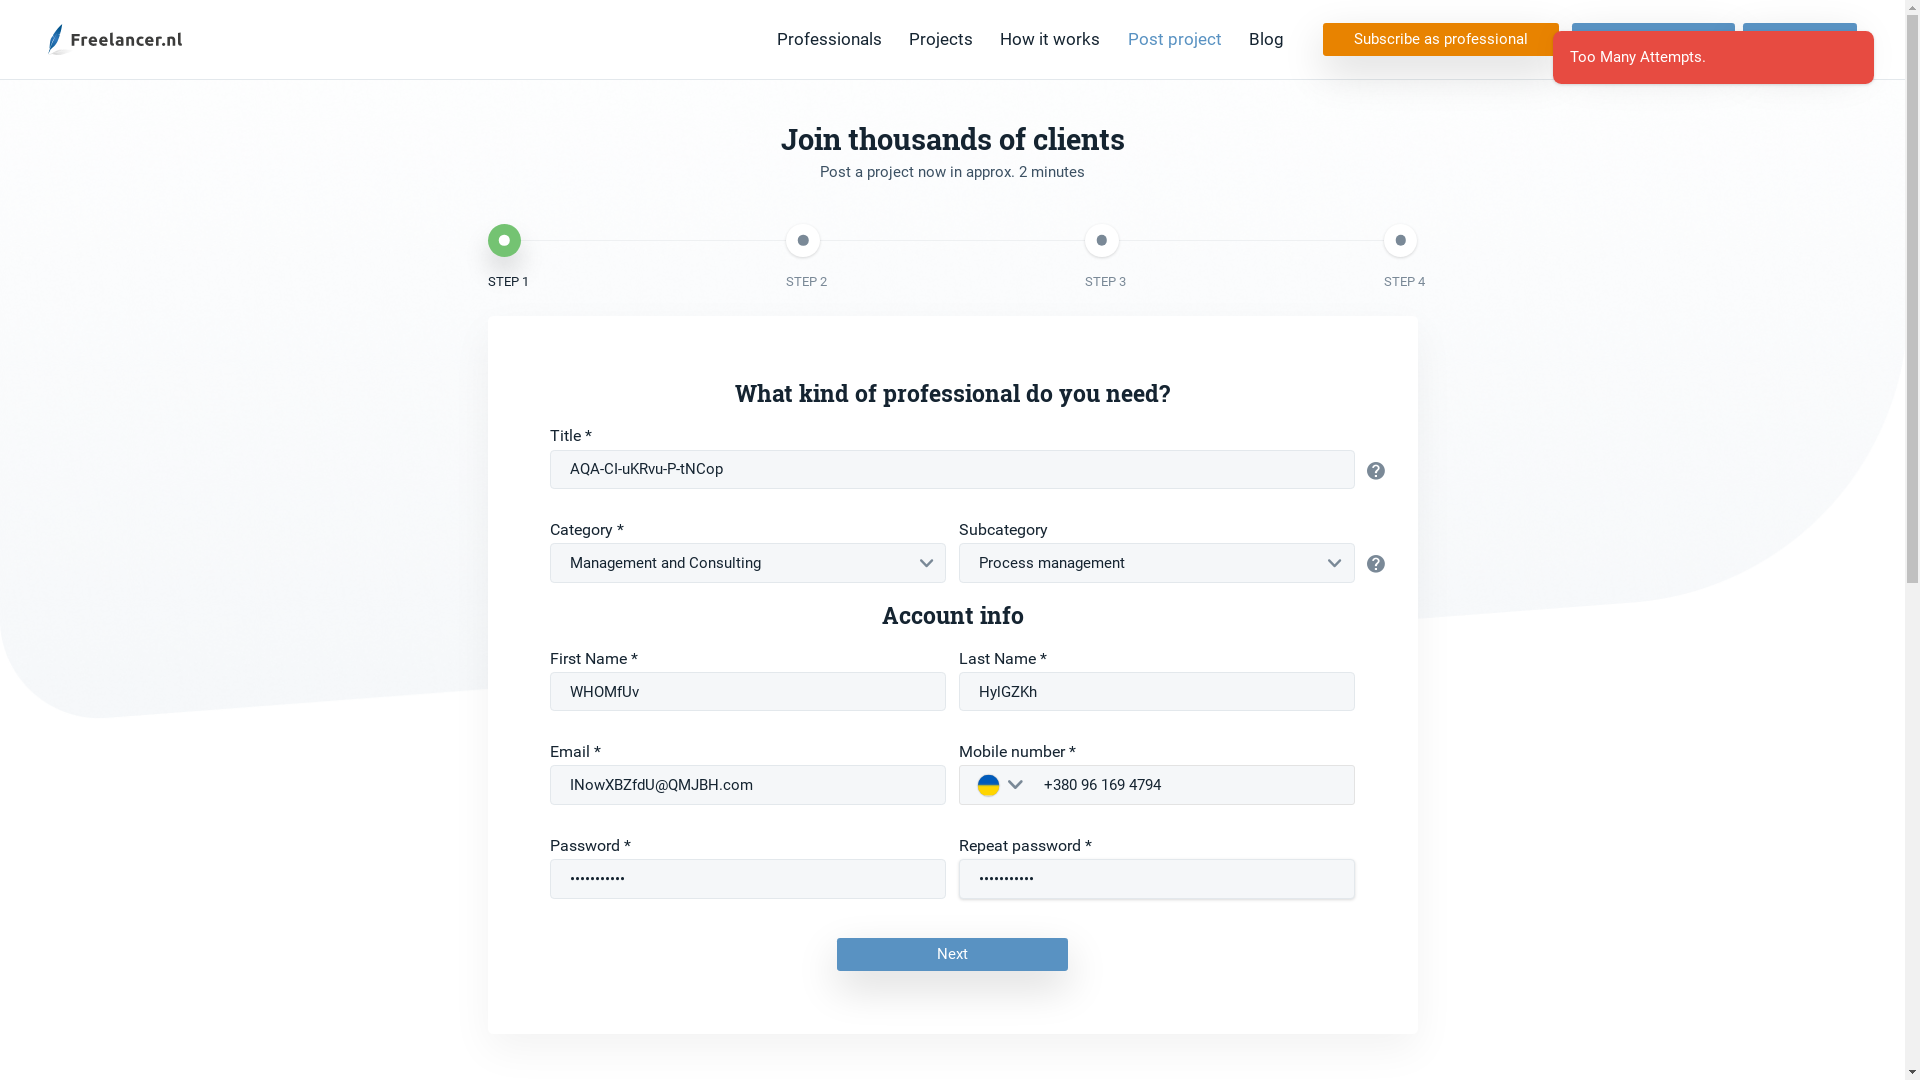 Freelancer.nl
Professionals
Projects
How it works
Post project
Blog
Subscribe as professional
Too Many Attempts.
Join thousands of clients
Post a project now in approx. 2 minutes
STEP 1
STEP 2
STEP 3
STEP 4
What kind of professional do you need?
Title *
AQA-CI-uKRvu-P-tNCop
Category *
Subcategory
Management and Consulting
Process management
Account info
First Name *
Last Name *
WHOMfUv
HylGZKh
Email *
Mobile number *
INowXBZfdU@QMJBH.com
+380 96 169 4794
Password *
Repeat password *
•••••••••••
•••••••••••
Next